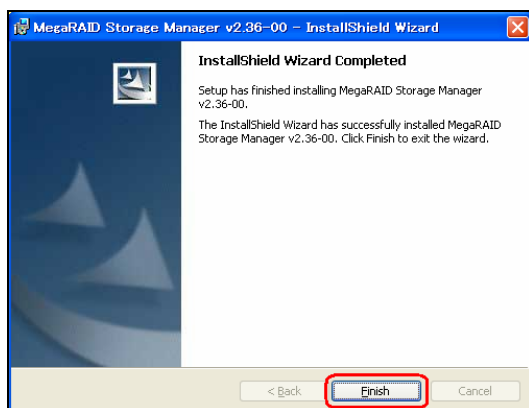 MegaRAID Storage Manager v2.36-00 - InstallShield Wizard
InstallShield Wizard Completed
Setup has finished installing MegaRAID Storage Manager
v2.36-00.
The InstallShield Wizard has successfully installed MegaRAID
Storage Manager v2.36-00. Click Finish to exit the wizard.
< Back
Finish
Cancel